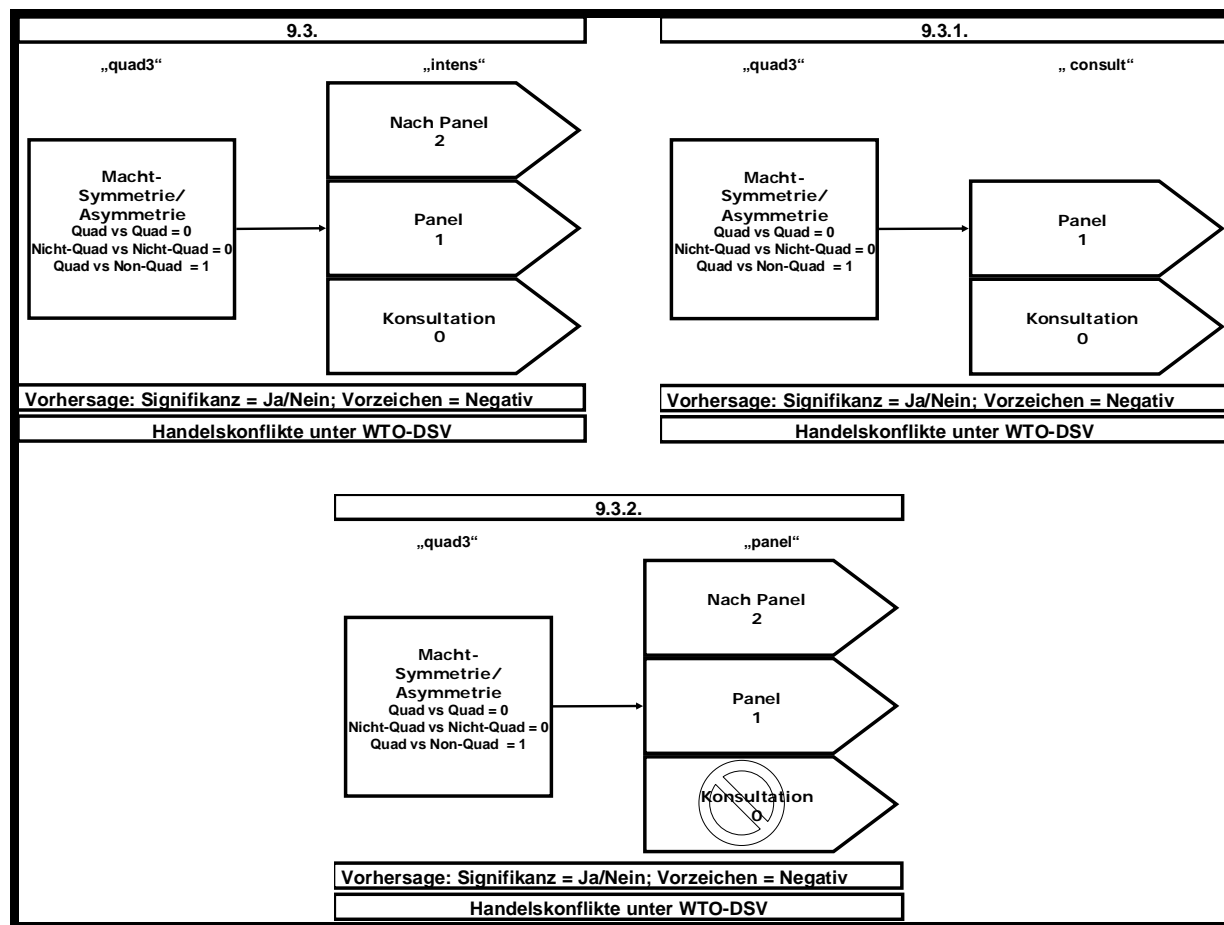 9.3.
„quad3“
„intens“
Macht-
Symmetrie/
Asymmetrie
Quad vs Quad = 0
Nicht-Quad vs Nicht-Quad = 0
Quad vs Non-Quad = 1
Nach Panel
2
Panel
1
Konsultation
0
Vorhersage: Signifikanz = Ja/Nein; Vorzeichen = Negativ
Handelskonflikte unter WTO-DSV
9.3.1.
„quad3“
„ consult“
Macht-
Symmetrie/
Asymmetrie
Quad vs Quad = 0
Nicht-Quad vs Nicht-Quad = 0
Quad vs Non-Quad = 1
Panel
1
Konsultation
0
Vorhersage: Signifikanz = Ja/Nein; Vorzeichen = Negativ
Handelskonflikte unter WTO-DSV
9.3.2.
„quad3“
„panel“
Macht-
Symmetrie/
Asymmetrie
Quad vs Quad = 0
Nicht-Quad vs Nicht-Quad = 0
Quad vs Non-Quad = 1
Nach Panel
2
Panel
1
Konsultation
0
Vorhersage: Signifikanz = Ja/Nein; Vorzeichen = Negativ
Handelskonflikte unter WTO-DSV